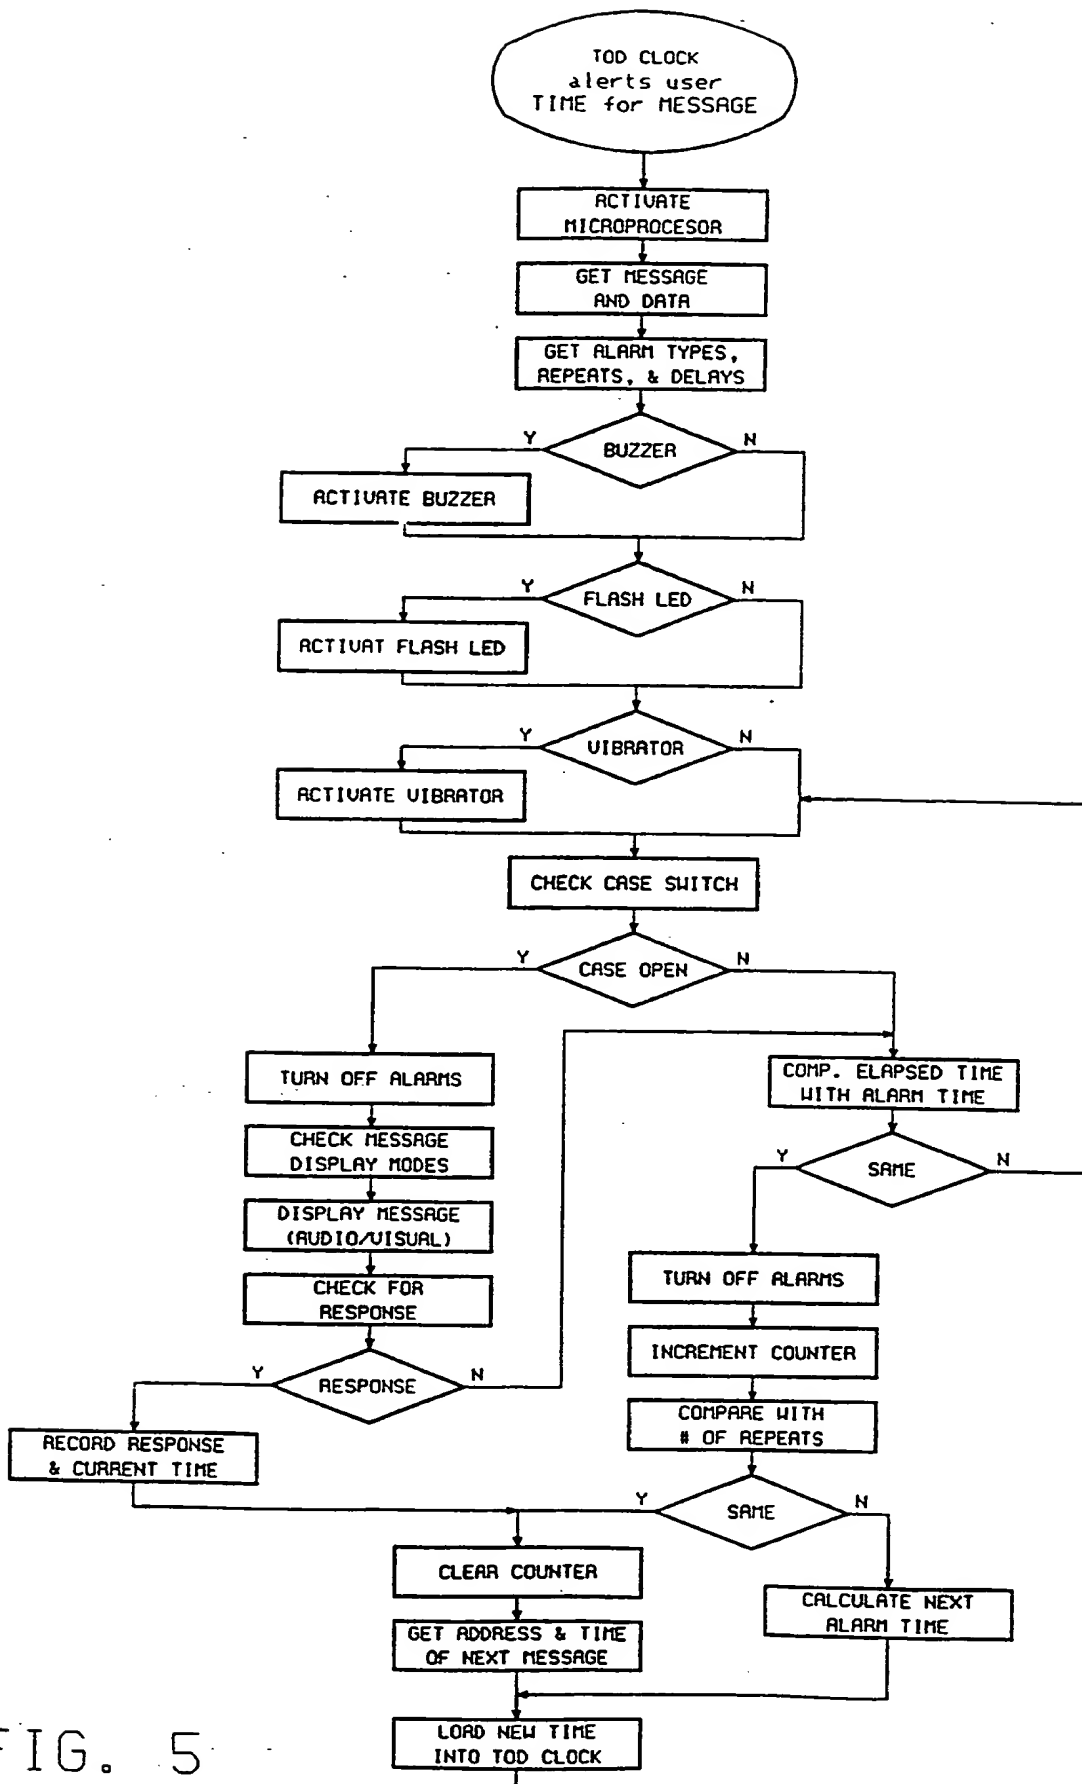 TOD CLOCK
alerts user
TIME for MESSAGE
ACTIVATE
MICROPROCESOR
GET MESSAGE
AND DATA
GET ALARM TYPES,
REPEATS, & DELAYS
BUZZER
Y
N
ACTIVATE BUZZER
FLASH LED
Y
N
ACTIVAT FLASH LED
VIBRATOR
Y
N
ACTIVATE VIBRATOR
CHECK CASE SWITCH
CASE OPEN
Y
N
TURN OFF ALARMS
CHECK MESSAGE
DISPLAY MODES
DISPLAY MESSAGE
(AUDIO/VISUAL)
CHECK FOR
RESPONSE
RESPONSE
Y
N
RECORD RESPONSE
& CURRENT TIME
COMP. ELAPSED TIME
WITH ALARM TIME
SAME
Y
N
TURN OFF ALARMS
INCREMENT COUNTER
COMPARE WITH
# OF REPEATS
SAME
Y
N
CLEAR COUNTER
GET ADDRESS & TIME
OF NEXT MESSAGE
CALCULATE NEXT
ALARM TIME
LOAD NEW TIME
INTO TOD CLOCK
FIG. 5